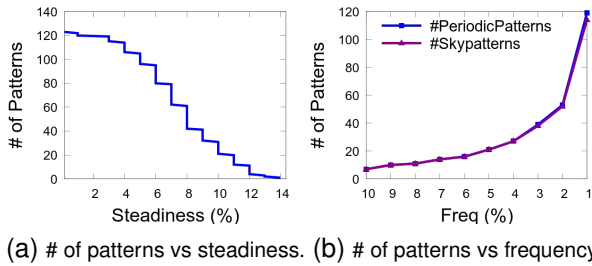 140
120
100
80
60
40
20
0
# of Patterns
2 4 6 8 10 12 14
Steadiness (%)
120
100
80
60
40
20
0
# of Patterns
#PeriodicPatterns
#Skypatterns
10 9 8 7 6 5 4 3 2 1
Freq (%)
(a) # of patterns vs steadiness. (b) # of patterns vs frequency